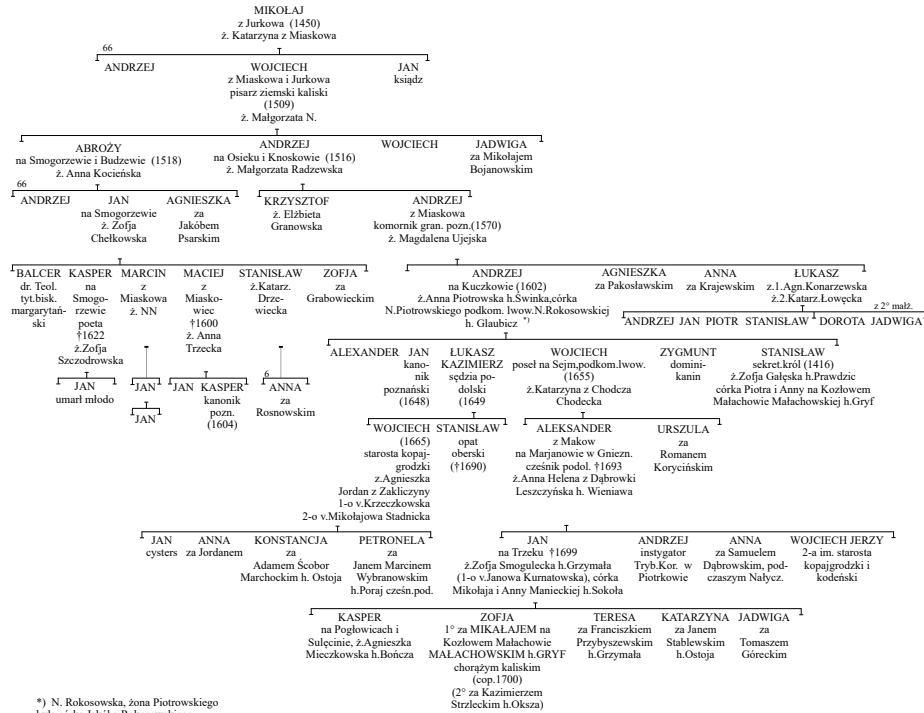 MIKOŁAJ
z Jurkowa (1450)
ż. Katarzyna z Miaskowa
66
ANDRZEJ
WOJCIECH
z Miaskowa i Jurkowa
pisarz ziemski kaliski
(1509)
ż. Małgorzata N.
JAN
ksiądz
ABROŻY
na Smogorzewie i Budzewie (1518)
ż. Anna Kocieńska
ANDRZEJ
na Osieku i Knoskowie (1516)
ż. Małgorzata Radzewska
WOJCIECH
JADWIGA
za Mikołajem
Bojanowskim
66
ANDRZEJ
JAN
na Smogorzewie
ż. Zofja
Chełkowska
AGNIESZKA
za
Jakóbem
Psarskim
KRZYSZTOF
ż. Elżbieta
Granowska
ANDRZEJ
z Miaskowa
komornik gran. pozn.(1570)
ż. Magdalena Ujejska
BALCER
dr. Teol.
tyt.bisk.
margarytań-
ski
KASPER
na
Smogo-
rzewie
poeta
†1622
ż.Zofja
Szczodrowska
MARCIN
z
Miaskowa
ż. NN
MACIEJ
z
Miasko-
wiec
†1600
ż. Anna
Trzecka
STANISŁAW
ż.Katarz.
Drze-
wiecka
ZOFJA
za
Grabowieckim
ANDRZEJ
na Kuczkowie (1602)
ż.Anna Piotrowska h.Świnka,córka
N.Piotrowskiego podkom. lwow.N.Rokosowskiej
h. Glaubicz *)
AGNIESZKA
za Pakosławskim
ANNA
za Krajewskim
ŁUKASZ
z.1.Agn.Konarzewska
ż.2.Katarz.Łowęcka
z 2° małż.
ANDRZEJ JAN PIOTR STANISŁAW DOROTA JADWIGA
JAN
umarł młodo
JAN
JAN
JAN
KASPER
kanonik
pozn.
(1604)
6
ANNA
za
Rosnowskim
ALEXANDER
JAN
kano-
nik
poznański
(1648)
ŁUKASZ
KAZIMIERZ
sędzia po-
dolski
(1649
WOJCIECH
poseł na Sejm,podkom.lwow.
(1655)
ż.Katarzyna z Chodcza
Chodecka
ZYGMUNT
domini-
kanin
STANISŁAW
sekret.król (1416)
ż.Zofja Gałęska h.Prawdzic
córka Piotra i Anny na Kozłowem
Małachowie Małachowskiej h.Gryf
WOJCIECH
(1665)
starosta kopaj-
grodzki
z.Agnieszka
Jordan z Zakliczyny
1-o v.Krzeczkowska
2-o v.Mikołajowa Stadnicka
STANISŁAW
opat
oberski
(†1690)
ALEKSANDER
z Makow
na Marjanowie w Gniezn.
cześnik podol. †1693
ż.Anna Helena z Dąbrowki
Leszczyńska h. Wieniawa
URSZULA
za
Romanem
Korycińskim
JAN
cysters
ANNA
za Jordanem
KONSTANCJA
za
Adamem Ścobor
Marchockim h. Ostoja
PETRONELA
za
Janem Marcinem
Wybranowskim
h.Poraj cześn.pod.
JAN
na Trzeku †1699
ż.Zofja Smogulecka h.Grzymała
(1-o v.Janowa Kurnatowska), córka
Mikołaja i Anny Manieckiej h.Sokoła
ANDRZEJ
instygator
Tryb.Kor. w
Piotrkowie
ANNA
za Samuelem
Dąbrowskim, pod-
czaszym Nałycz.
WOJCIECH JERZY
2-a im. starosta
kopajgrodzki i
kodeński
KASPER
na Pogłowicach i
Sulęcinie, ż.Agnieszka
Mieczkowska h.Bończa
ZOFJA
1° za MIKAŁAJEM na
Kozłowem Małachowie
MAŁACHOWSKIM h.GRYF
chorążym kaliskim
(cop.1700)
(2° za Kazimierzem
Strzleckim h.Oksza)
TERESA
za Franciszkiem
Przybyszewskim
h.Grzymała
KATARZYNA
za Janem
Stablewskim
h.Ostoja
JADWIGA
za
Tomaszem
Góreckim
*) N. Rokosowska, żona Piotrowskiego